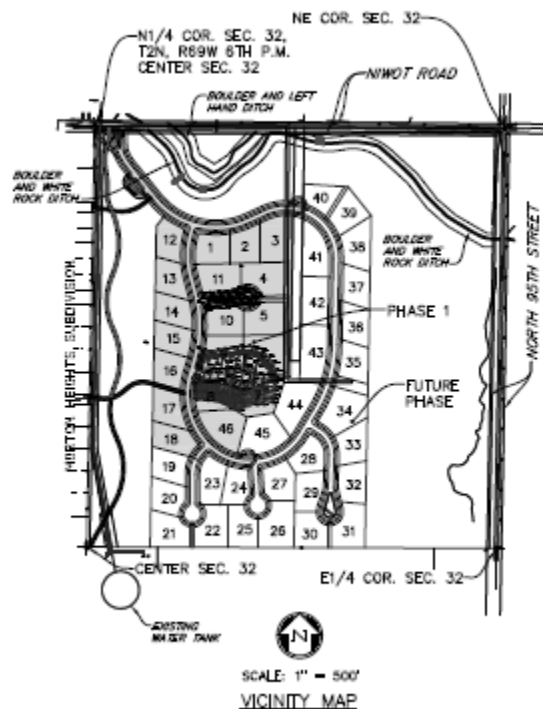 NE COR. SEC. 32
N1/4 COR. SEC. 32,
T2N, R69W 6TH P.M.
CENTER SEC. 32
NIWOT ROAD
BOULDER AND LEFT
HAND DITCH
BOULDER
AND WHITE
ROCK DITCH
40
39
12
1
2
3
41
38
BOULDER
AND WHITE
ROCK DITCH
NORTH 95TH STREET
HORTON HEIGHTS SUBDIVISION
13
11
4
37
14
42
10
5
36
PHASE 1
15
43
35
16
44
FUTURE
PHASE
34
17
46
45
18
33
19
28
23
24
27
32
20
29
21
22
25
26
30
31
CENTER SEC. 32
E1/4 COR. SEC. 32
EXISTING
WATER TANK
N
SCALE: 1" = 500'
VICINITY MAP